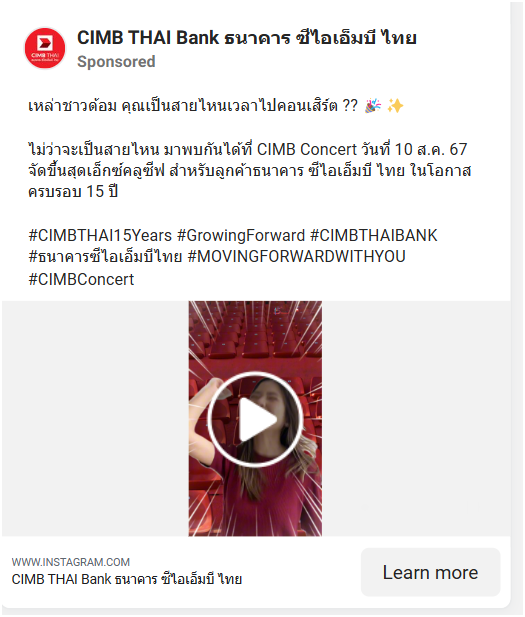 CIMB THAI Bank ธนาคาร ซีไอเอ็มบี ไทย
Sponsored
CIMB THAI
เหล่าชาวด้อม คุณเป็นสายไหนเวลาไปคอนเสิร์ต ?? 🎉 ✨
ไม่ว่าจะเป็นสายไหน มาพบกันได้ที่ CIMB Concert วันที่ 10 ส.ค. 67
จัดขึ้นสุดเอ็กซ์คลูซีฟ สำหรับลูกค้าธนาคาร ซีไอเอ็มบี ไทย ในโอกาส
ครบรอบ 15 ปี
#CIMBTHAI15Years #GrowingForward #CIMBTHAIBANK
#ธนาคารซีไอเอ็มบีไทย #MOVINGFORWARDWITHYOU
#CIMBConcert
WWW.INSTAGRAM.COM
CIMB THAI Bank ธนาคาร ซีไอเอ็มบี ไทย
Learn more